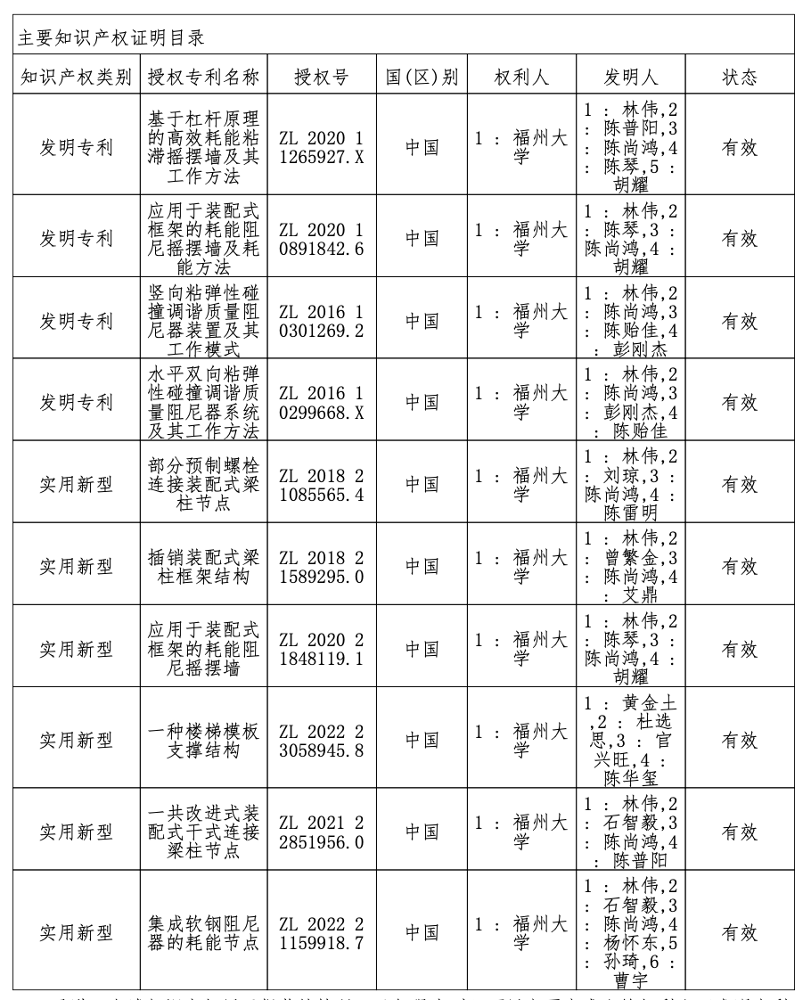 主要知识产权证明目录
知识产权类别 授权专利名称 授权号 国(区)别 权利人 发明人 状态
发明专利
基于杠杆原理
的高效耗能粘
滞摇摆墙及其
工作方法
ZL 2020 1
1265927.X
中国
1 : 福州大
学
1 : 林伟,2
: 陈普阳,3
: 陈尚鸿,4
: 陈琴,5 :
胡耀
有效
发明专利
应用于装配式
框架的耗能阻
尼摇摆墙及耗
能方法
ZL 2020 1
0891842.6
中国
1 : 福州大
学
1 : 林伟,2
: 陈琴,3 :
陈尚鸿,4 :
胡耀
有效
发明专利
竖向粘弹性碰
撞调谐质量阻
尼器装置及其
工作模式
ZL 2016 1
0301269.2
中国
1 : 福州大
学
1 : 林伟,2
: 陈尚鸿,3
: 陈贻佳,4
: 彭刚杰
有效
发明专利
水平双向粘弹
性碰撞调谐质
量阻尼器系统
及其工作方法
ZL 2016 1
0299668.X
中国
1 : 福州大
学
1 : 林伟,2
: 陈尚鸿,3
: 彭刚杰,4
: 陈贻佳
有效
实用新型
部分预制螺栓
连接装配式梁
柱节点
ZL 2018 2
1085565.4
中国
1 : 福州大
学
1 : 林伟,2
: 刘琼,3 :
陈尚鸿,4 :
陈雷明
有效
实用新型
插销装配式梁
柱框架结构
ZL 2018 2
1589295.0
中国
1 : 福州大
学
1 : 林伟,2
: 曾繁金,3
: 陈尚鸿,4
: 艾鼎
有效
实用新型
应用于装配式
框架的耗能阻
尼摇摆墙
ZL 2020 2
1848119.1
中国
1 : 福州大
学
1 : 林伟,2
: 陈琴,3 :
陈尚鸿,4 :
胡耀
有效
实用新型
一种楼梯模板
支撑结构
ZL 2022 2
3058945.8
中国
1 : 福州大
学
1 : 黄金土
,2 : 杜选
思,3 : 官
兴旺,4 :
陈华玺
有效
实用新型
一共改进式装
配式干式连接
梁柱节点
ZL 2021 2
2851956.0
中国
1 : 福州大
学
1 : 林伟,2
: 石智毅,3
: 陈尚鸿,4
: 陈普阳
有效
实用新型
集成软钢阻尼
器的耗能节点
ZL 2022 2
1159918.7
中国
1 : 福州大
学
1 : 林伟,2
: 石智毅,3
: 陈尚鸿,4
: 杨怀东,5
: 孙琦,6 :
曹宇
有效